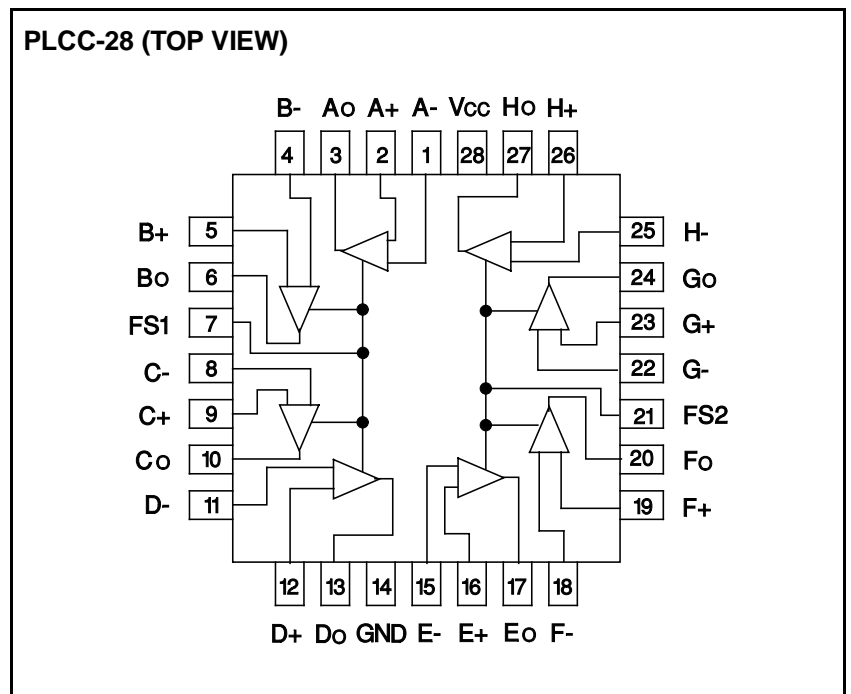 PLCC-28 (TOP VIEW)
B- Ao A+ A- Vcc Ho H+
4 3 2 1 28 27 26
B+ 5 25 H-
Bo 6 24 Go
FS1 7 23 G+
C- 8 22 G-
C+ 9 21 FS2
Co 10 20 Fo
D- 11 19 F+
12 13 14 15 16 17 18
D+ Do GND E- E+ Eo F-